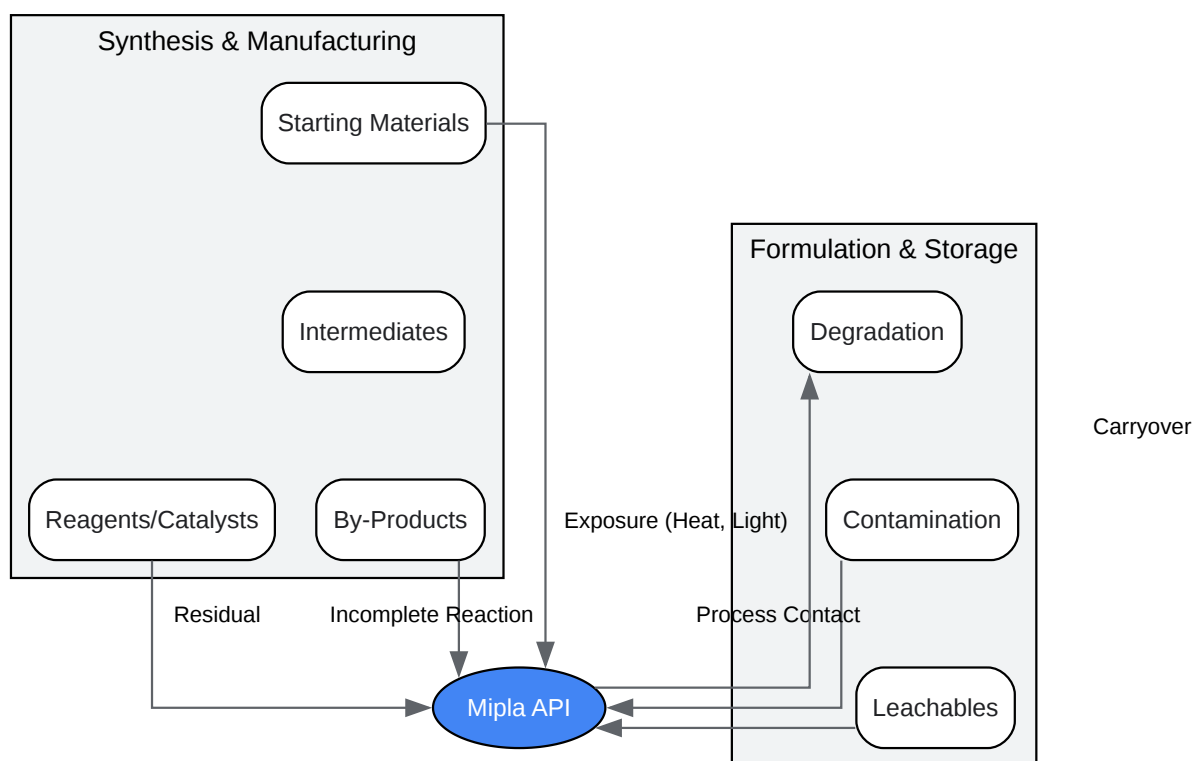 Synthesis & Manufacturing
Starting Materials
Formulation & Storage
Intermediates
Degradation
Carryover
Reagents/Catalysts
By-Products
Exposure (Heat, Light)
Contamination
Residual
Incomplete Reaction
Process Contact
Mipla API
Leachables